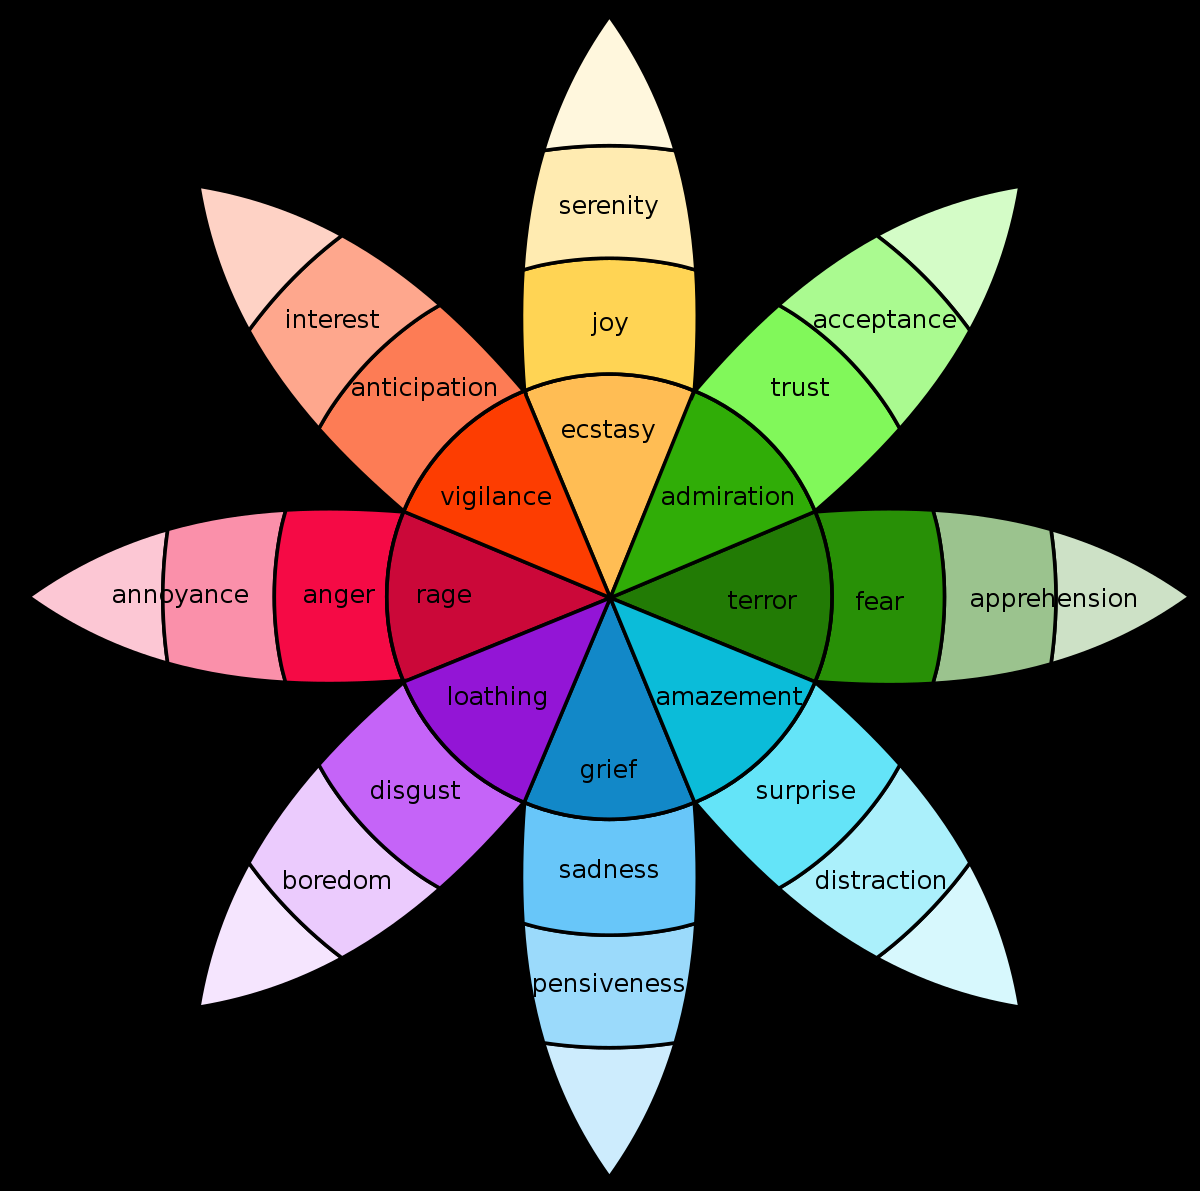 serenity
interest
acceptance
joy
anticipation
trust
ecstasy
vigilance
admiration
annoyance
anger
rage
terror
fear
apprehension
loathing
amazement
grief
disgust
surprise
sadness
boredom
distraction
pensiveness